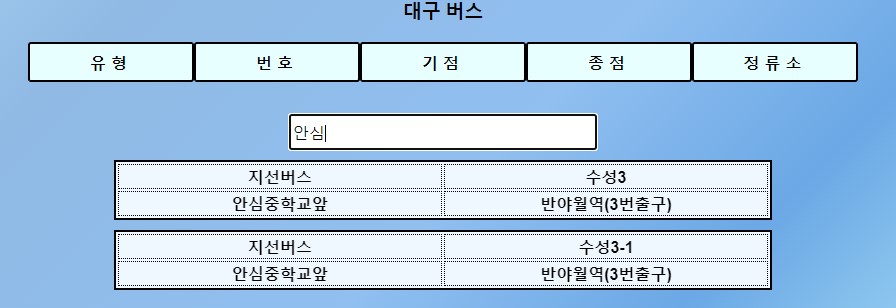 대구 버스
유 형 번 호 기 점 종 점 정 류 소
안심
지선버스 수성3
안심중학교앞 반야월역(3번출구)
지선버스 수성3-1
안심중학교앞 반야월역(3번출구)